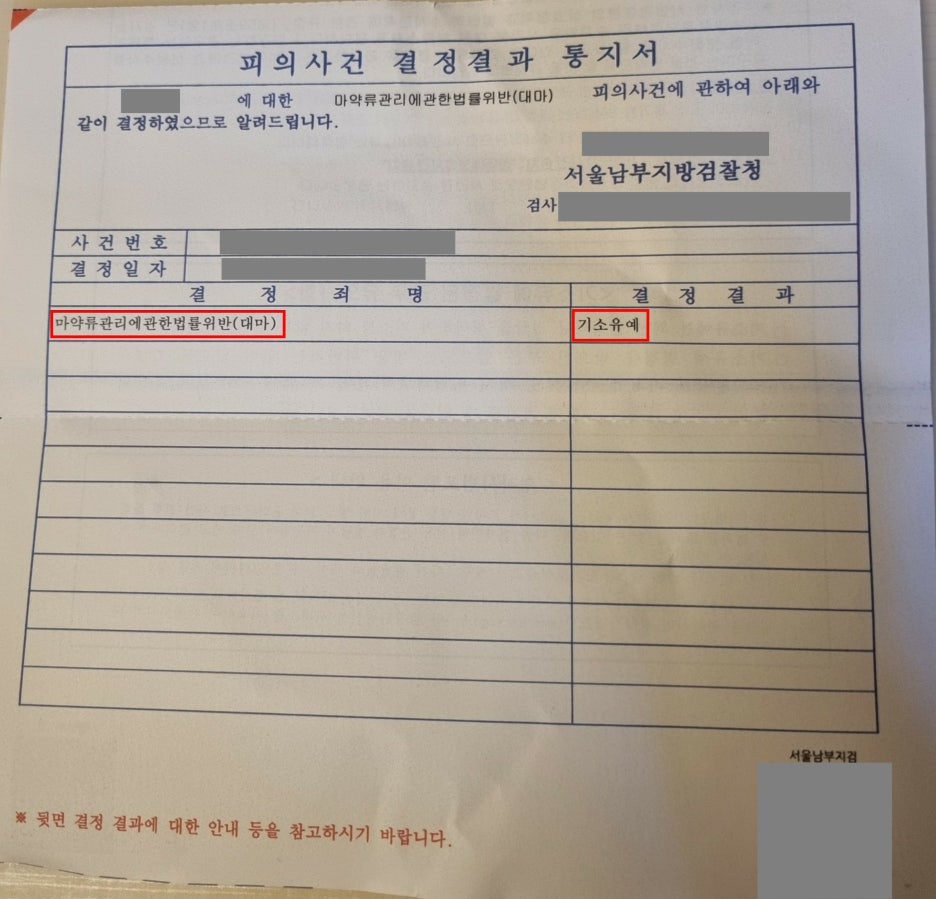 피의사건 결정결과 통지서
에 대한 마약류관리에관한법률위반(대마) 피의사건에 관하여 아래와
같이 결정하였으므로 알려드립니다.
서울남부지방검찰청
검사
사건번호
결정일자
결정죄명 결정결과
마약류관리에관한법률위반(대마) 기소유예
서울남부지검
※ 뒷면 결정 결과에 대한 안내 등을 참고하시기 바랍니다.